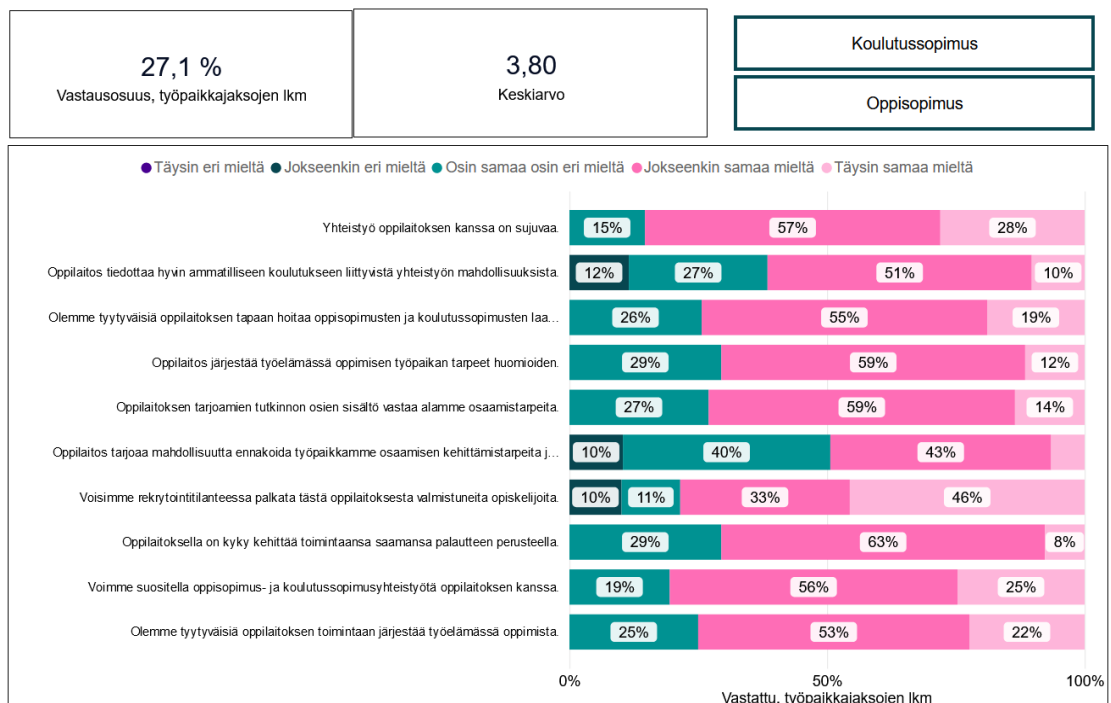 27,1 %
Vastausosuus, työpaikkajaksojen lkm
3,80
Keskiarvo
Koulutussopimus
Oppisopimus
Täysin eri mieltä Jokseenkin eri mieltä Osin samaa osin eri mieltä Jokseenkin samaa mieltä Täysin samaa mieltä
Yhteistyö oppilaitoksen kanssa on sujuvaa. 15% 57% 28%
Oppilaitos tiedottaa hyvin ammatilliseen koulutukseen liittyvistä yhteistyön mahdollisuuksista. 12% 27% 51% 10%
Olemme tyytyväisiä oppilaitoksen tapaan hoitaa oppisopimusten ja koulutussopimusten laa... 26% 55% 19%
Oppilaitos järjestää työelämässä oppimisen työpaikan tarpeet huomioiden. 29% 59% 12%
Oppilaitoksen tarjoamien tutkinnon osien sisältö vastaa alamme osaamistarpeita. 27% 59% 14%
Oppilaitos tarjoaa mahdollisuutta ennakoida työpaikkamme osaamisen kehittämistarpeita j... 10% 40% 43%
Voisimme rekrytointitilanteessa palkata tästä oppilaitoksesta valmistuneita opiskelijoita. 10% 11% 33% 46%
Oppilaitoksella on kyky kehittää toimintaansa saamansa palautteen perusteella. 29% 63% 8%
Voimme suositella oppisopimus- ja koulutussopimusyhteistyötä oppilaitoksen kanssa. 19% 56% 25%
Olemme tyytyväisiä oppilaitoksen toimintaan järjestää työelämässä oppimista. 25% 53% 22%
0% 50% 100%
Vastattu, työpaikkajaksojen lkm